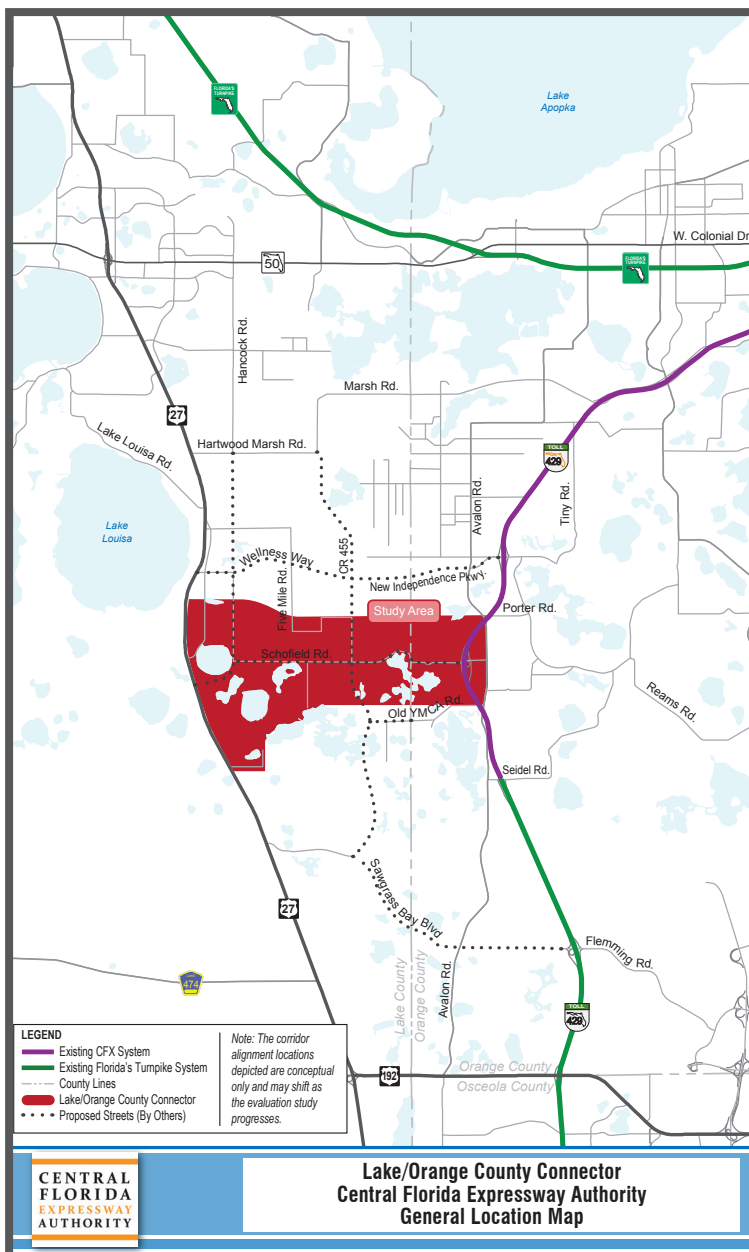 Lake
Apopka
FLORIDA'S
TURNPIKE
W. Colonial Dr
FLORIDA'S
TURNPIKE
50
Hancock Rd.
Marsh Rd.
27
Lake Louisa Rd.
Hartwood Marsh Rd.
TOLL
429
Avalon Rd.
Tiny Rd.
Lake
Louisa
CR 455
Wellness Way
Five Mile Rd.
New Independence Pkwy.
Study Area
Porter Rd.
Schofield Rd.
Old YMCA Rd.
Reams Rd.
Seidel Rd.
Sawgrass Bay Blvd
27
Flemming Rd.
474
Lake County
Orange County
Avalon Rd.
TOLL
429
192
Orange County
Osceola County
LEGEND
Existing CFX System
Existing Florida's Turnpike System
County Lines
Lake/Orange County Connector
Proposed Streets (By Others)
Note: The corridor
alignment locations
depicted are conceptual
only and may shift as
the evaluation study
progresses.
CENTRAL
FLORIDA
EXPRESSWAY
AUTHORITY
Lake/Orange County Connector
Central Florida Expressway Authority
General Location Map